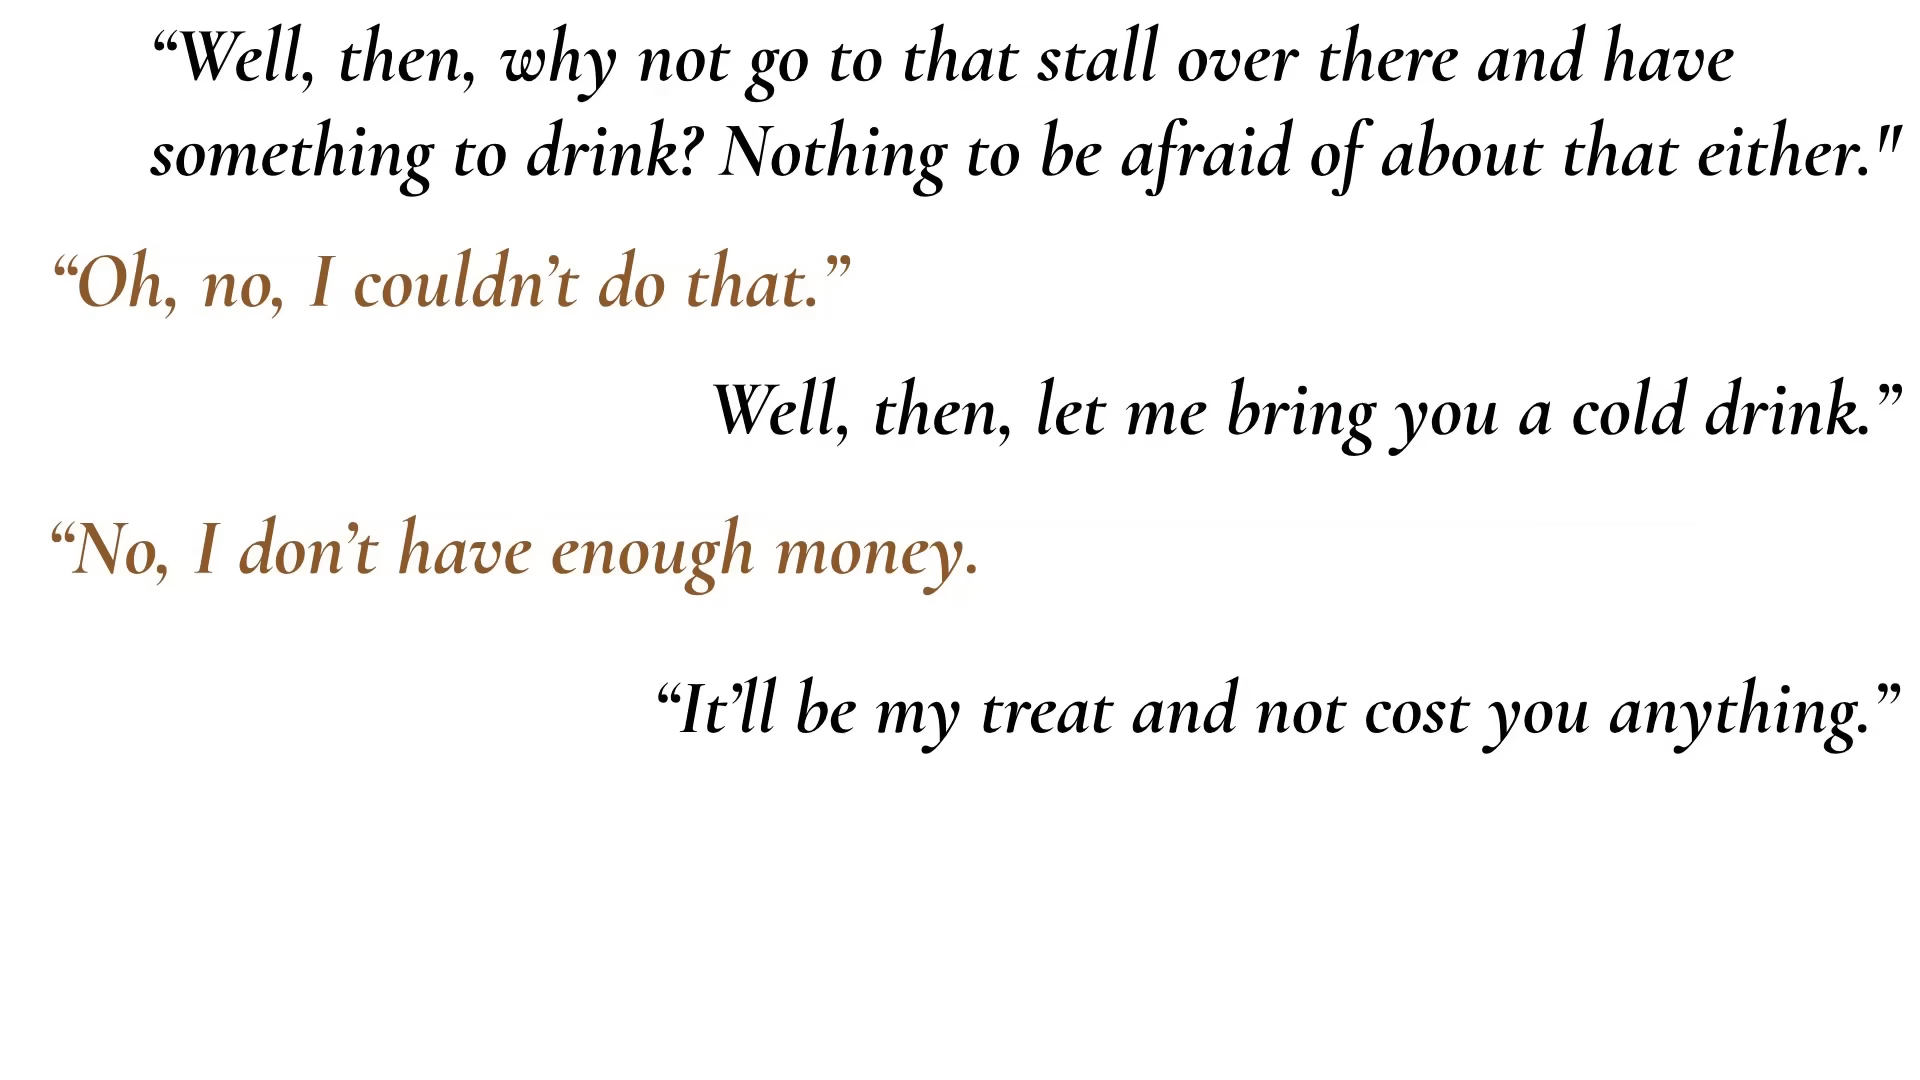 “Well, then, why not go to that stall over there and have
something to drink? Nothing to be afraid of about that either."
“Oh, no, I couldn’t do that.”
Well, then, let me bring you a cold drink.”
“No, I don’t have enough money.
“It’ll be my treat and not cost you anything.”